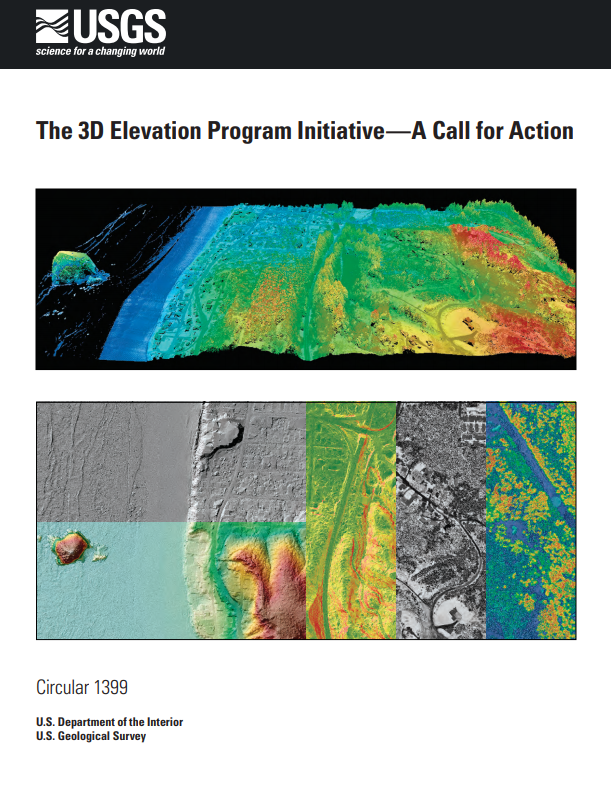 USGS
science for a changing world
The 3D Elevation Program Initiative—A Call for Action
Circular 1399
U.S. Department of the Interior
U.S. Geological Survey